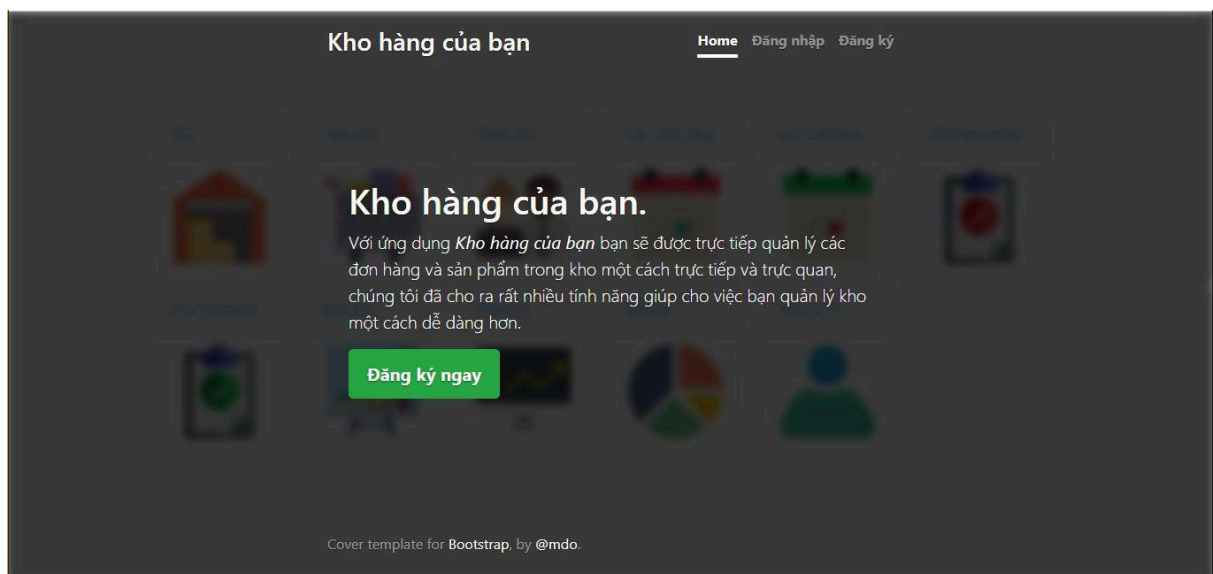 Kho hàng của bạn
Home Đăng nhập Đăng ký
Kho hàng của bạn.
Với ứng dụng Kho hàng của bạn bạn sẽ được trực tiếp quản lý các
đơn hàng và sản phẩm trong kho một cách trực tiếp và trực quan,
chúng tôi đã cho ra rất nhiều tính năng giúp cho việc bạn quản lý kho
một cách dễ dàng hơn.
Đăng ký ngay
Cover template for Bootstrap, by @mdo.